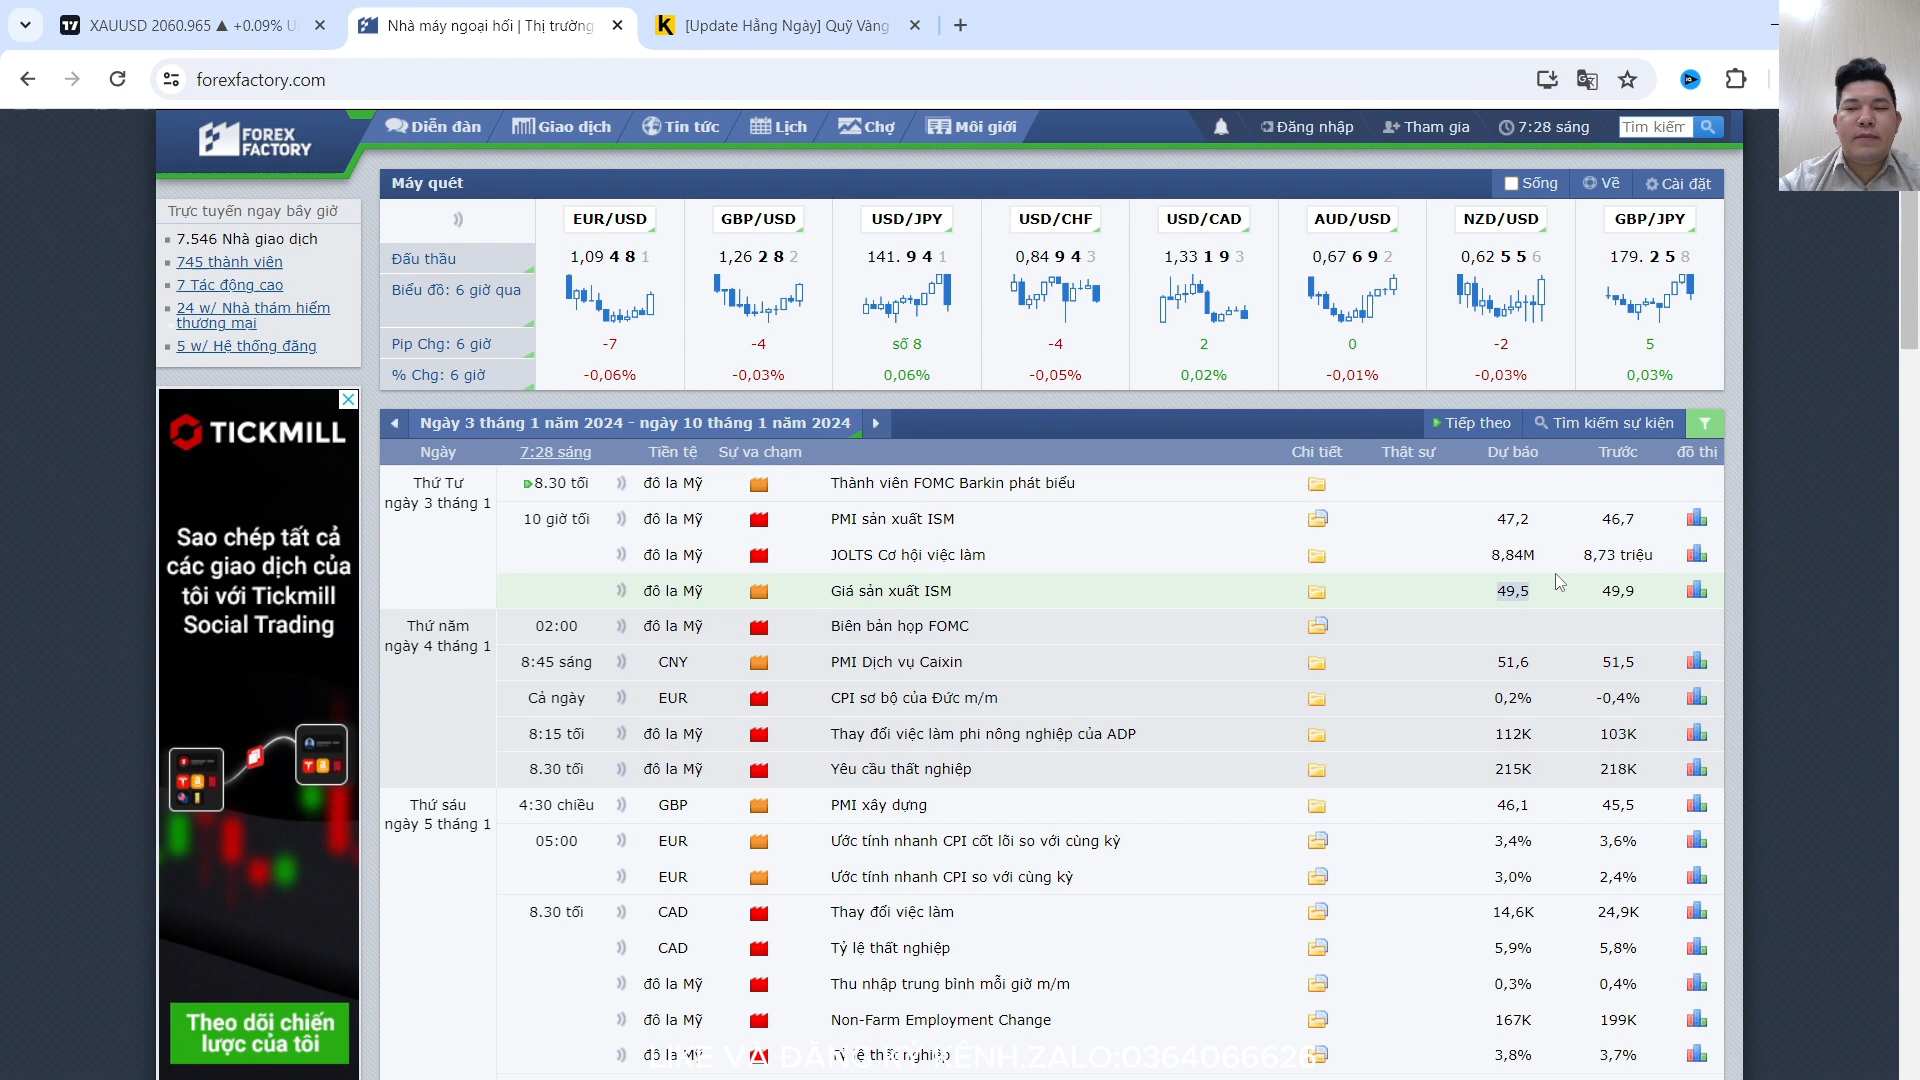 XAUUSD 2060.965 ▲ +0.09% U
Nhà máy ngoại hối | Thị trường
[Update Hằng Ngày] Quỹ Vàng
forexfactory.com
FOREX
FACTORY
Diễn đàn
Giao dịch
Tin tức
Lịch
Chợ
Môi giới
Đăng nhập
Tham gia
7:28 sáng
Tìm kiếm
Trực tuyến ngay bây giờ
7.546 Nhà giao dịch
745 thành viên
7 Tác động cao
24 w/ Nhà thám hiểm
thương mại
5 w/ Hệ thống đăng
Máy quét
Sống
Về
Cài đặt
EUR/USD GBP/USD USD/JPY USD/CHF USD/CAD AUD/USD NZD/USD GBP/JPY
Đấu thầu 1,09 4 8 1 1,26 2 8 2 141. 9 4 1 0,84 9 4 3 1,33 1 9 3 0,67 6 9 2 0,62 5 5 6 179. 2 5 8
Biểu đồ: 6 giờ qua
Pip Chg: 6 giờ -7 -4 số 8 -4 2 0 -2 5
% Chg: 6 giờ -0,06% -0,03% 0,06% -0,05% 0,02% -0,01% -0,03% 0,03%
TICKMILL
Sao chép tất cả
các giao dịch của
tôi với Tickmill
Social Trading
Theo dõi chiến
lược của tôi
Ngày 3 tháng 1 năm 2024 - ngày 10 tháng 1 năm 2024
Tiếp theo
Tìm kiếm sự kiện
Ngày 7:28 sáng Tiền tệ Sự va chạm Chi tiết Thật sự Dự báo Trước đồ thị
Thứ Tư
ngày 3 tháng 1
8.30 tối đô la Mỹ Thành viên FOMC Barkin phát biểu
10 giờ tối đô la Mỹ PMI sản xuất ISM 47,2 46,7
đô la Mỹ JOLTS Cơ hội việc làm 8,84M 8,73 triệu
đô la Mỹ Giá sản xuất ISM 49,5 49,9
Thứ năm
ngày 4 tháng 1
02:00 đô la Mỹ Biên bản họp FOMC
8:45 sáng CNY PMI Dịch vụ Caixin 51,6 51,5
Cả ngày EUR CPI sơ bộ của Đức m/m 0,2% -0,4%
8:15 tối đô la Mỹ Thay đổi việc làm phi nông nghiệp của ADP 112K 103K
8.30 tối đô la Mỹ Yêu cầu thất nghiệp 215K 218K
Thứ sáu
ngày 5 tháng 1
4:30 chiều GBP PMI xây dựng 46,1 45,5
05:00 EUR Ước tính nhanh CPI cốt lõi so với cùng kỳ 3,4% 3,6%
EUR Ước tính nhanh CPI so với cùng kỳ 3,0% 2,4%
8.30 tối CAD Thay đổi việc làm 14,6K 24,9K
CAD Tỷ lệ thất nghiệp 5,9% 5,8%
đô la Mỹ Thu nhập trung bình mỗi giờ m/m 0,3% 0,4%
đô la Mỹ Non-Farm Employment Change 167K 199K
đô la Mỹ Tỷ lệ thất nghiệp 3,8% 3,7%
LIKE VÀ ĐĂNG KÝ KÊNH.ZALO:0364066626